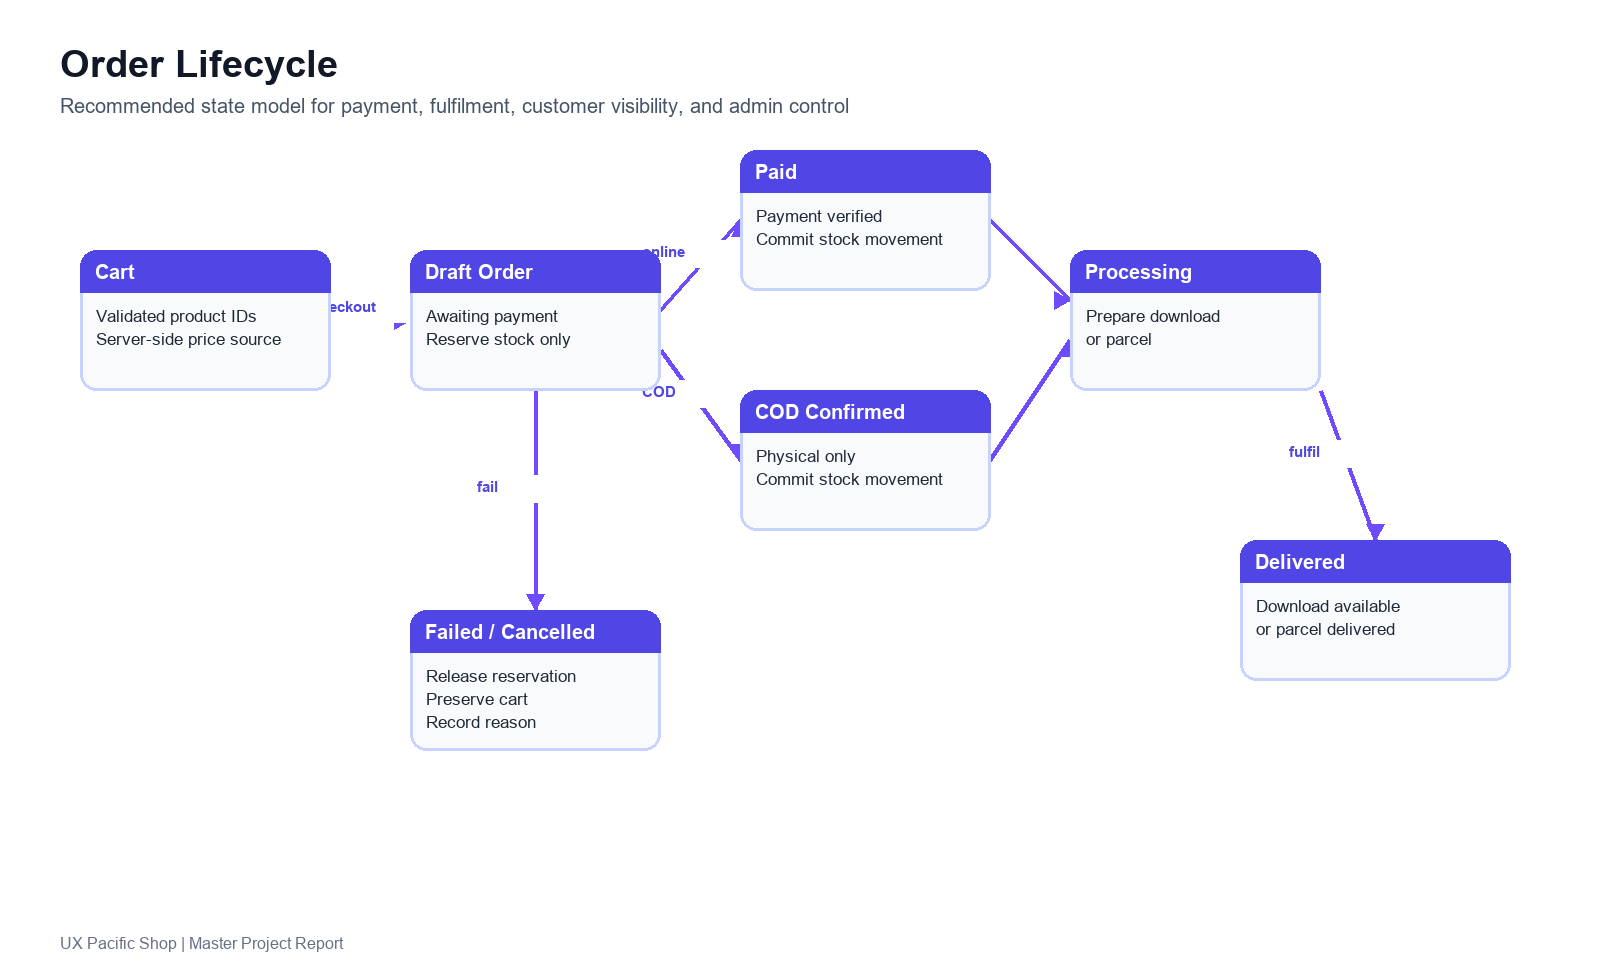 Order Lifecycle
Recommended state model for payment, fulfilment, customer visibility, and admin control
Cart
Validated product IDs
Server-side price source
eckout
Draft Order
Awaiting payment
Reserve stock only
online
COD
fail
Paid
Payment verified
Commit stock movement
COD Confirmed
Physical only
Commit stock movement
Processing
Prepare download
or parcel
fulfil
Delivered
Download available
or parcel delivered
Failed / Cancelled
Release reservation
Preserve cart
Record reason
UX Pacific Shop | Master Project Report